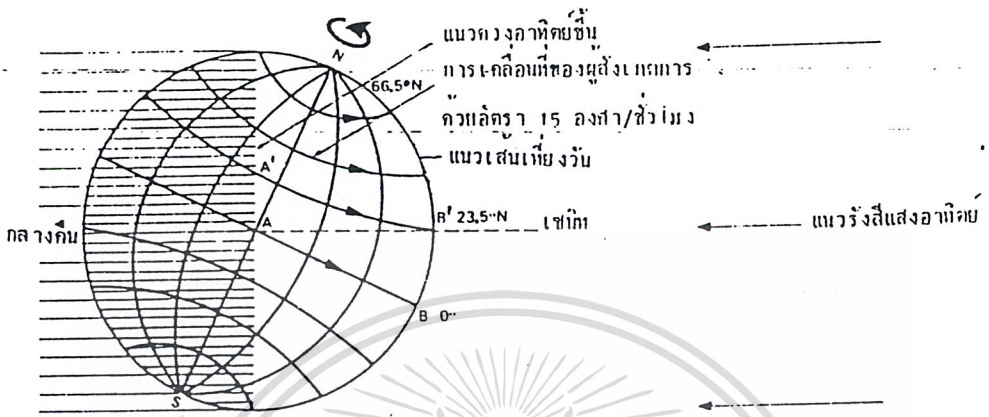 แนวดวงอาทิตย์ขึ้น
N
การเคลื่อนที่ของผู้สังเกตการ
66.5°N
ด้วยอัตรา 15 องศา/ชั่วโมง
แนวเส้นเที่ยงวัน
A'
B' 23.5°N
A
เซนิท
แนวรังสีแสงอาทิตย์
กลางคืน
B 0°
S